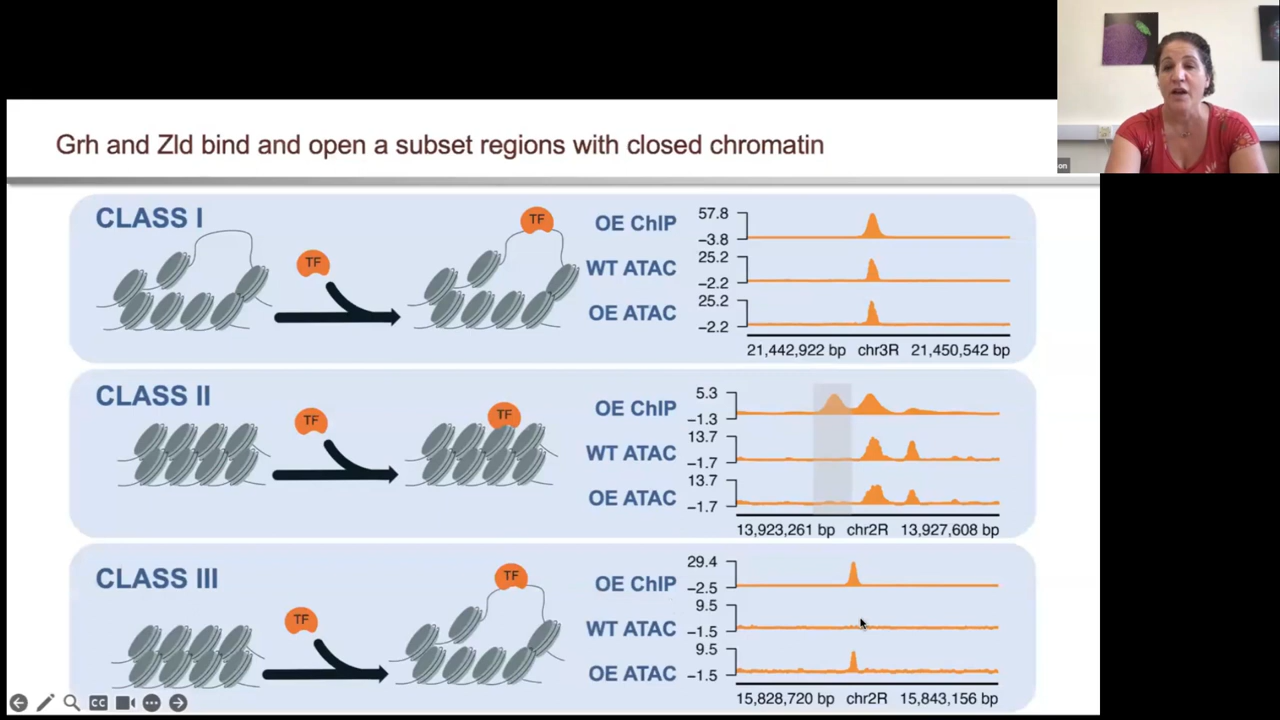 Grh and Zld bind and open a subset regions with closed chromatin
on
CLASS I
TF
TF
OE ChIP
57.8
-3.8
WT ATAC
25.2
-2.2
OE ATAC
25.2
-2.2
21,442,922 bp chr3R 21,450,542 bp
CLASS II
TF
TF
OE ChIP
5.3
-1.3
WT ATAC
13.7
-1.7
OE ATAC
13.7
-1.7
13,923,261 bp chr2R 13,927,608 bp
CLASS III
TF
TF
OE ChIP
29.4
-2.5
WT ATAC
9.5
-1.5
OE ATAC
9.5
-1.5
15,828,720 bp chr2R 15,843,156 bp
CC